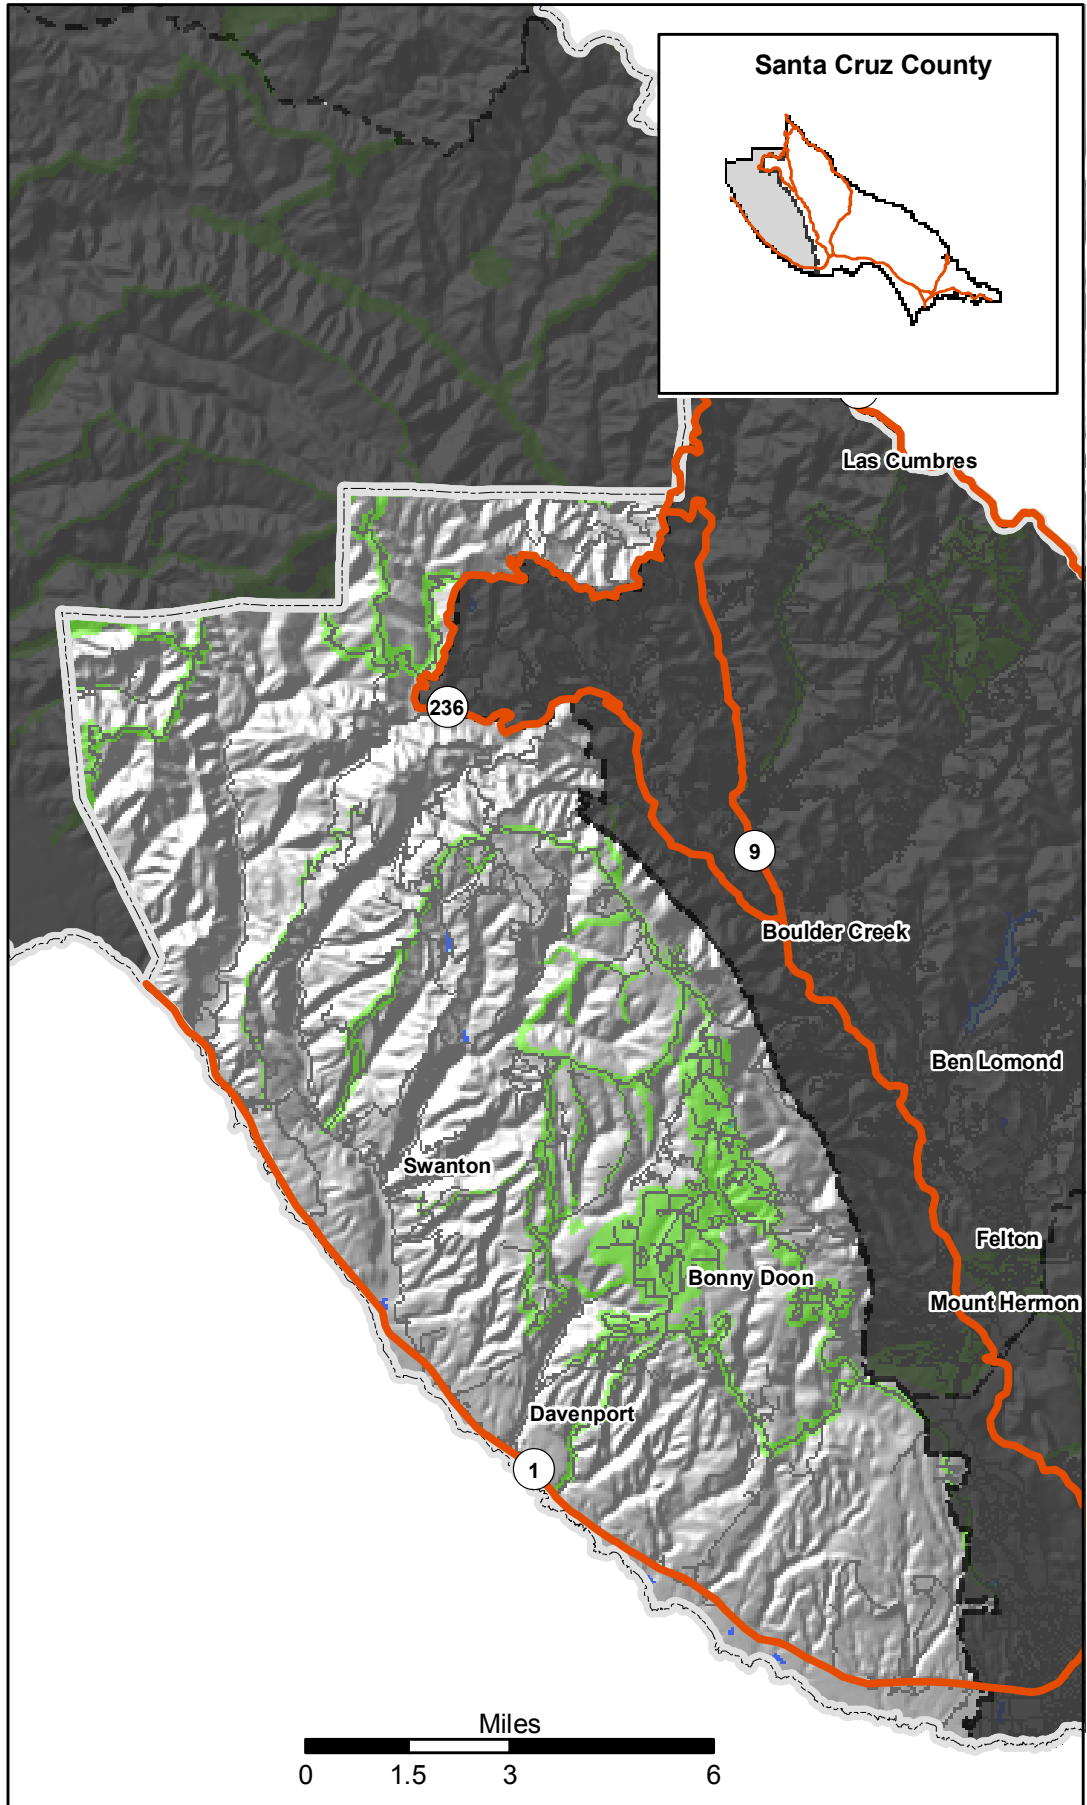 Santa Cruz County
Las Cumbres
236
9
Boulder Creek
Ben Lomond
Swanton
Felton
Bonny Doon
Mount Hermon
Davenport
1
Miles
0 1.5 3 6